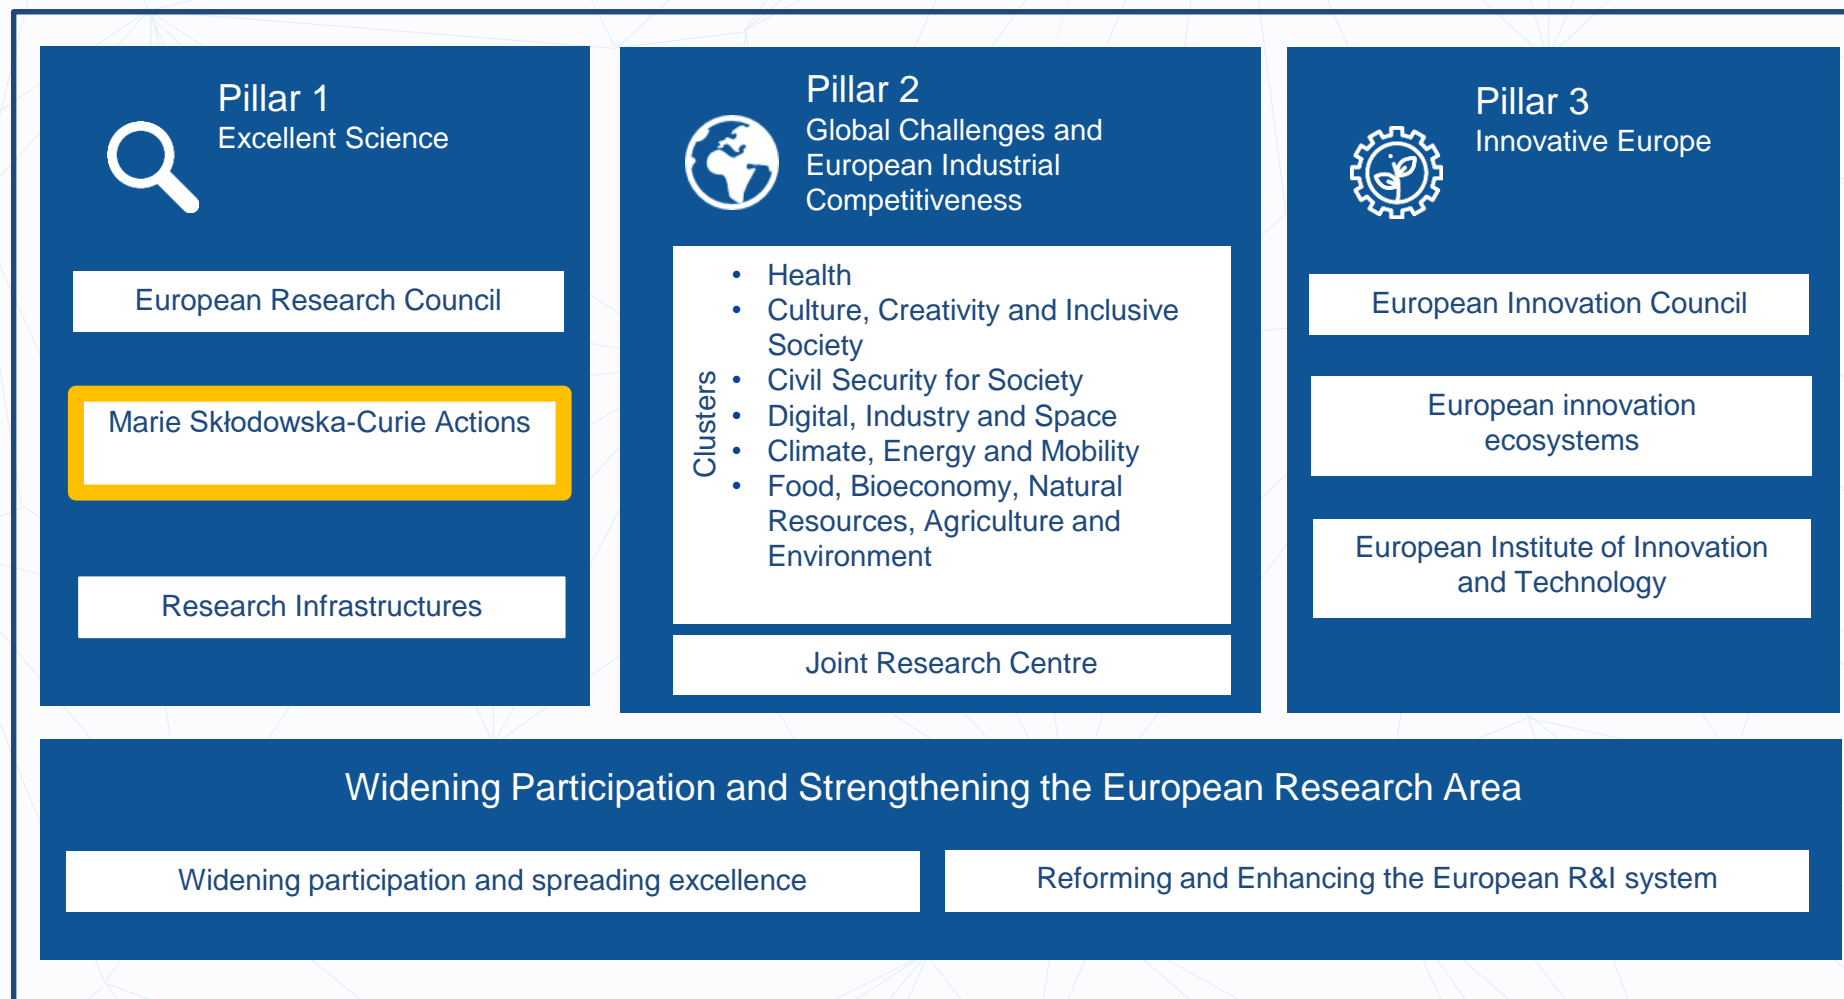 Pillar 1
Excellent Science
European Research Council
Marie Skłodowska-Curie Actions
Research Infrastructures
Pillar 2
Global Challenges and
European Industrial
Competitiveness
Clusters
• Health
• Culture, Creativity and Inclusive
Society
• Civil Security for Society
• Digital, Industry and Space
• Climate, Energy and Mobility
• Food, Bioeconomy, Natural
Resources, Agriculture and
Environment
Joint Research Centre
Pillar 3
Innovative Europe
European Innovation Council
European innovation
ecosystems
European Institute of Innovation
and Technology
Widening Participation and Strengthening the European Research Area
Widening participation and spreading excellence
Reforming and Enhancing the European R&I system